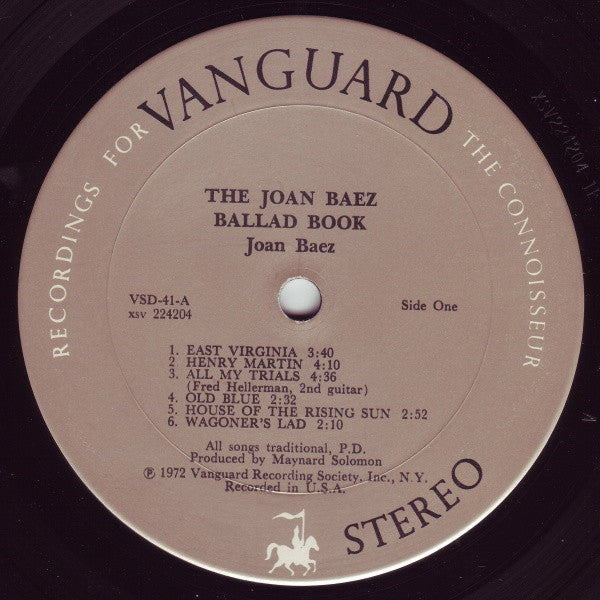 RECORDINGS FOR VANGUARD THE CONNOISSEUR
THE JOAN BAEZ
BALLAD BOOK
Joan Baez
VSD-41-A
XSV 224204
Side One
1. EAST VIRGINIA 3:40
2. HENRY MARTIN 4:10
3. ALL MY TRIALS 4:36
(Fred Hellerman, 2nd guitar)
4. OLD BLUE 2:32
5. HOUSE OF THE RISING SUN 2:52
6. WAGONER'S LAD 2:10
All songs traditional, P.D.
Produced by Maynard Solomon
℗ 1972 Vanguard Recording Society, Inc., N.Y.
Recorded in U.S.A.
STEREO